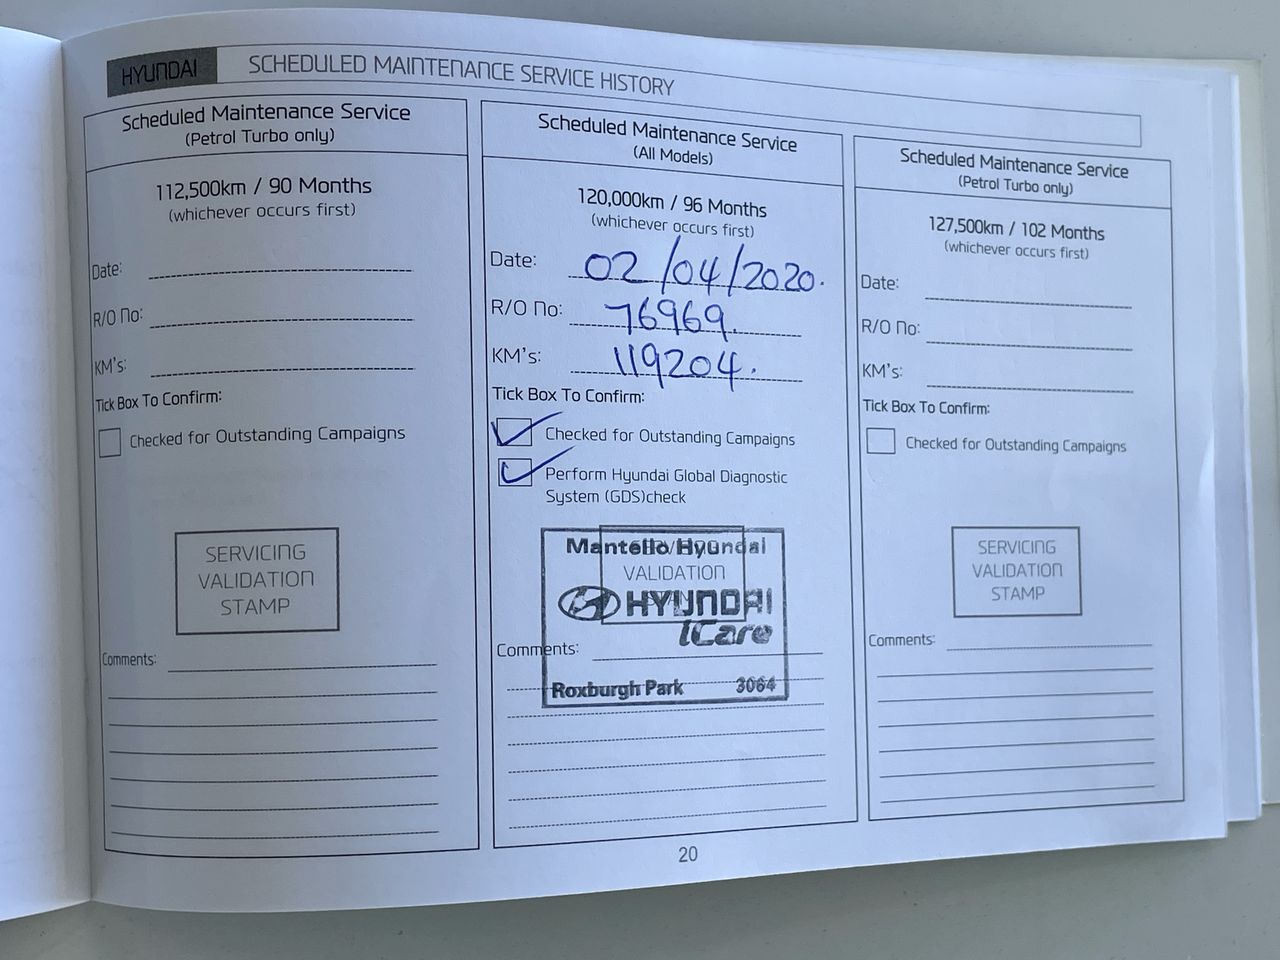 HYUNDAI
SCHEDULED MAINTENANCE SERVICE HISTORY
Scheduled Maintenance Service
(Petrol Turbo only)
112,500km / 90 Months
(whichever occurs first)
Date:
R/O No:
KM's:
Tick Box To Confirm:
Checked for Outstanding Campaigns
SERVICING
VALIDATION
STAMP
Comments:
Scheduled Maintenance Service
(All Models)
120,000km / 96 Months
(whichever occurs first)
Date: 02/04/2020.
R/O No: 76969.
KM's: 119204.
Tick Box To Confirm:
Checked for Outstanding Campaigns
Perform Hyundai Global Diagnostic
System (GDS)check
Mantello Hyundai
VALIDATION
HYUNDAI
iCare
Comments:
Roxburgh Park 3064
Scheduled Maintenance Service
(Petrol Turbo only)
127,500km / 102 Months
(whichever occurs first)
Date:
R/O No:
KM's:
Tick Box To Confirm:
Checked for Outstanding Campaigns
SERVICING
VALIDATION
STAMP
Comments:
20